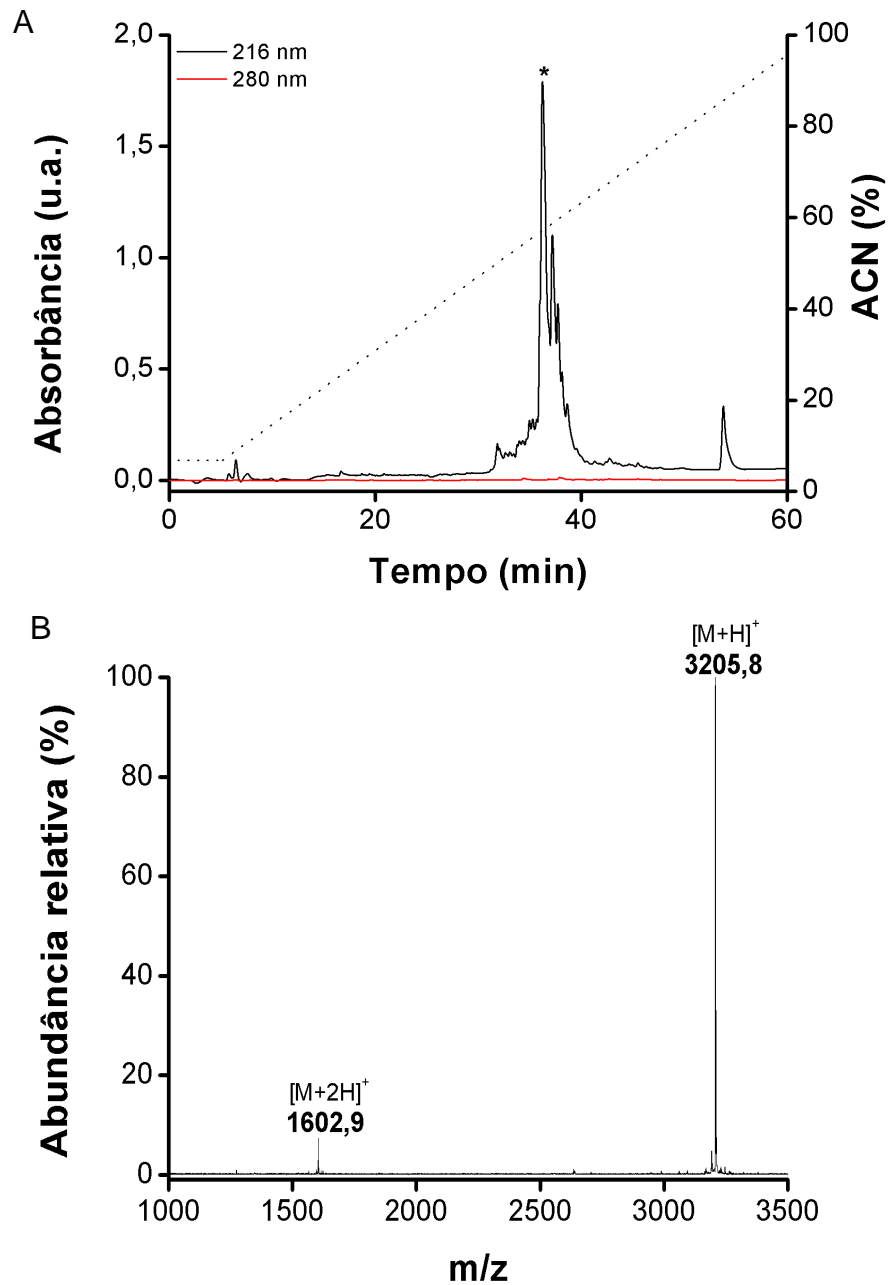 A
216 nm
280 nm
*
2,0
1,5
1,0
0,5
0,0
Absorbância (u.a.)
100
80
60
40
20
0
ACN (%)
0 20 40 60
Tempo (min)
B
[M+H]+
3205,8
[M+2H]+
1602,9
100
80
60
40
20
0
Abundância relativa (%)
1000 1500 2000 2500 3000 3500
m/z